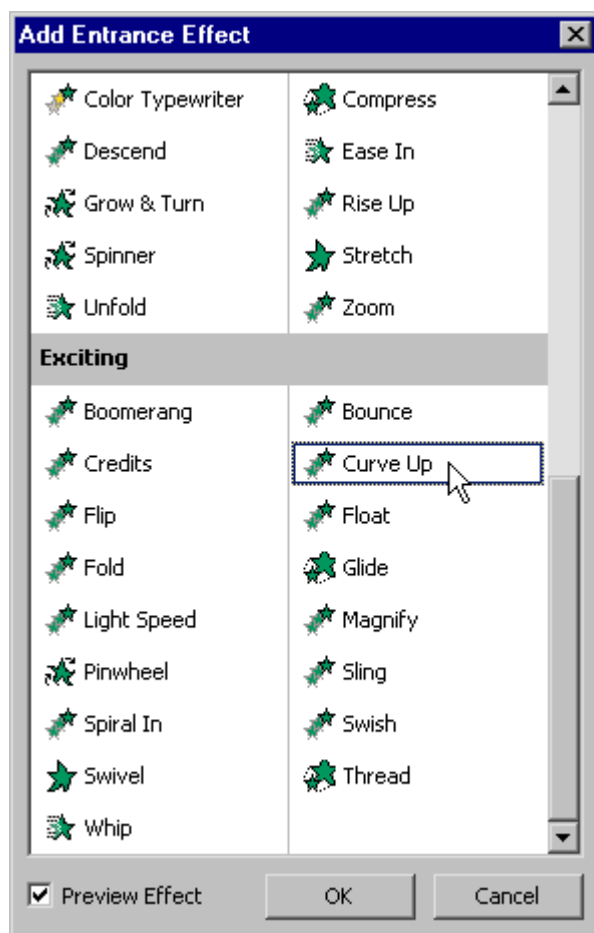 Add Entrance Effect
Color Typewriter Compress
Descend Ease In
Grow & Turn Rise Up
Spinner Stretch
Unfold Zoom
Exciting
Boomerang Bounce
Credits Curve Up
Flip Float
Fold Glide
Light Speed Magnify
Pinwheel Sling
Spiral In Swish
Swivel Thread
Whip
Preview Effect OK Cancel